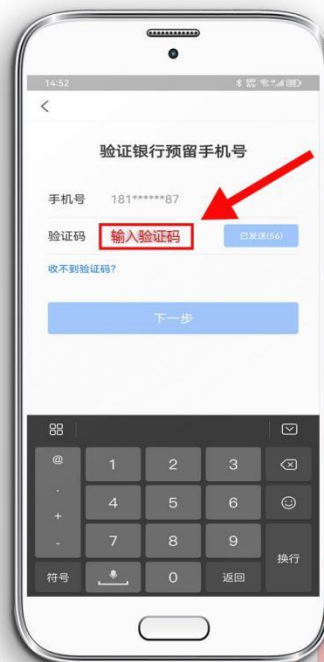 14:52
验证银行预留手机号
手机号 181******87
验证码 输入验证码 已发送(56)
收不到验证码?
下一步
@ 1 2 3
. 4 5 6
+
- 7 8 9
换行
符号 0 返回